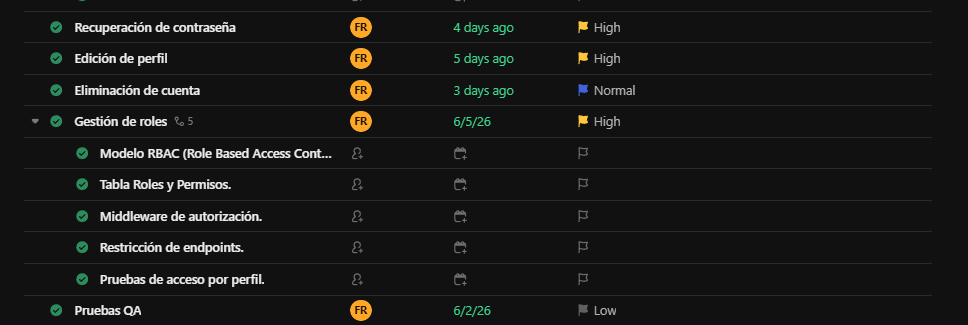 Recuperación de contraseña FR 4 days ago High
Edición de perfil FR 5 days ago High
Eliminación de cuenta FR 3 days ago Normal
Gestión de roles 5 FR 6/5/26 High
Modelo RBAC (Role Based Access Cont...
Tabla Roles y Permisos.
Middleware de autorización.
Restricción de endpoints.
Pruebas de acceso por perfil.
Pruebas QA FR 6/2/26 Low